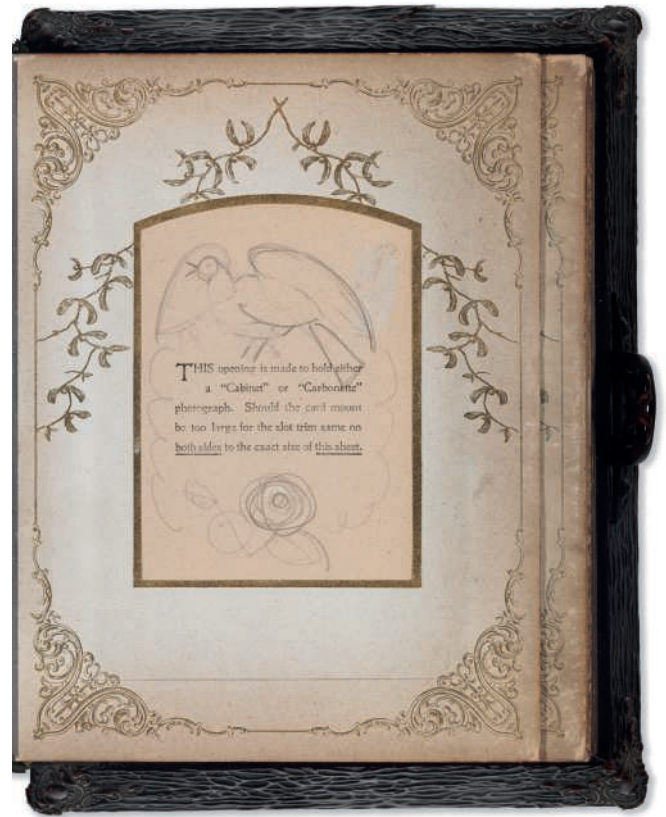 THIS opening is made to hold either
a "Cabinet" or "Carbonette"
photograph. Should the card mount
be too large for the slot trim same on
both sides to the exact size of this sheet.